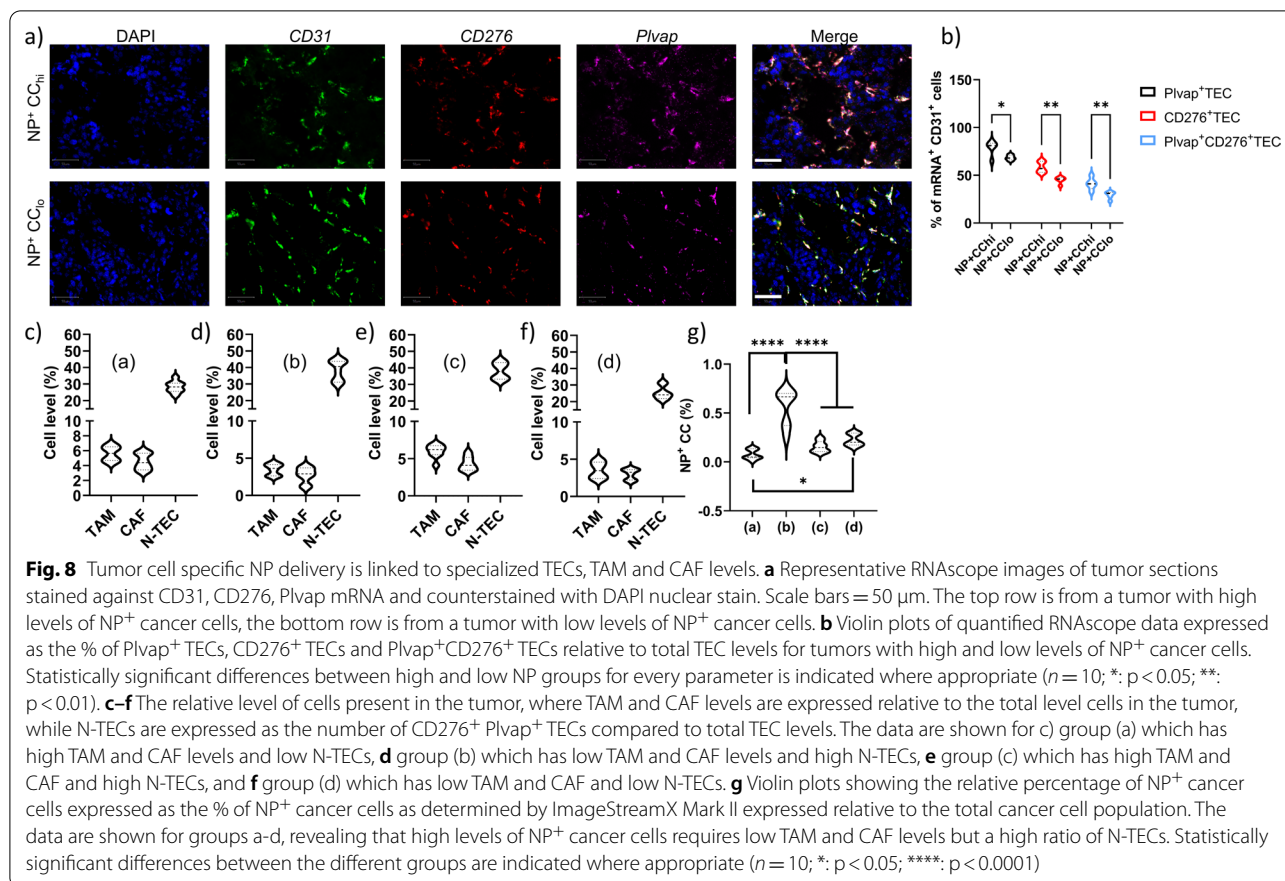 a)
DAPI
CD31
CD276
Plvap
Merge
NP+ CChi
NP+ CClo
b)
% of mRNA+ CD31+ cells
150
100
50
0
*
**
**
NP+CChi
NP+CClo
NP+CChi
NP+CClo
NP+CChi
NP+CClo
Plvap+TEC
CD276+TEC
Plvap+CD276+TEC
c)
Cell level (%)
60
50
40
30
20
10
8
6
4
2
0
(a)
TAM
CAF
N-TEC
d)
Cell level (%)
60
50
40
30
20
10
5
0
(b)
TAM
CAF
N-TEC
e)
Cell level (%)
60
50
40
30
20
10
5
0
(c)
TAM
CAF
N-TEC
f)
Cell level (%)
60
50
40
30
20
10
5
0
(d)
TAM
CAF
N-TEC
g)
NP+ CC (%)
1.0
0.5
0.0
-0.5
****
****
*
(a)
(b)
(c)
(d)
Fig. 8 Tumor cell specific NP delivery is linked to specialized TECs, TAM and CAF levels. a Representative RNAscope images of tumor sections
stained against CD31, CD276, Plvap mRNA and counterstained with DAPI nuclear stain. Scale bars = 50 µm. The top row is from a tumor with high
levels of NP+ cancer cells, the bottom row is from a tumor with low levels of NP+ cancer cells. b Violin plots of quantified RNAscope data expressed
as the % of Plvap+ TECs, CD276+ TECs and Plvap+CD276+ TECs relative to total TEC levels for tumors with high and low levels of NP+ cancer cells.
Statistically significant differences between high and low NP groups for every parameter is indicated where appropriate (n = 10; *: p < 0.05; **:
p < 0.01). c–f The relative level of cells present in the tumor, where TAM and CAF levels are expressed relative to the total level cells in the tumor,
while N-TECs are expressed as the number of CD276+ Plvap+ TECs compared to total TEC levels. The data are shown for c) group (a) which has
high TAM and CAF levels and low N-TECs, d group (b) which has low TAM and CAF levels and high N-TECs, e group (c) which has high TAM and
CAF and high N-TECs, and f group (d) which has low TAM and CAF and low N-TECs. g Violin plots showing the relative percentage of NP+ cancer
cells expressed as the % of NP+ cancer cells as determined by ImageStreamX Mark II expressed relative to the total cancer cell population. The
data are shown for groups a-d, revealing that high levels of NP+ cancer cells requires low TAM and CAF levels but a high ratio of N-TECs. Statistically
significant differences between the different groups are indicated where appropriate (n = 10; *: p < 0.05; ****: p < 0.0001)